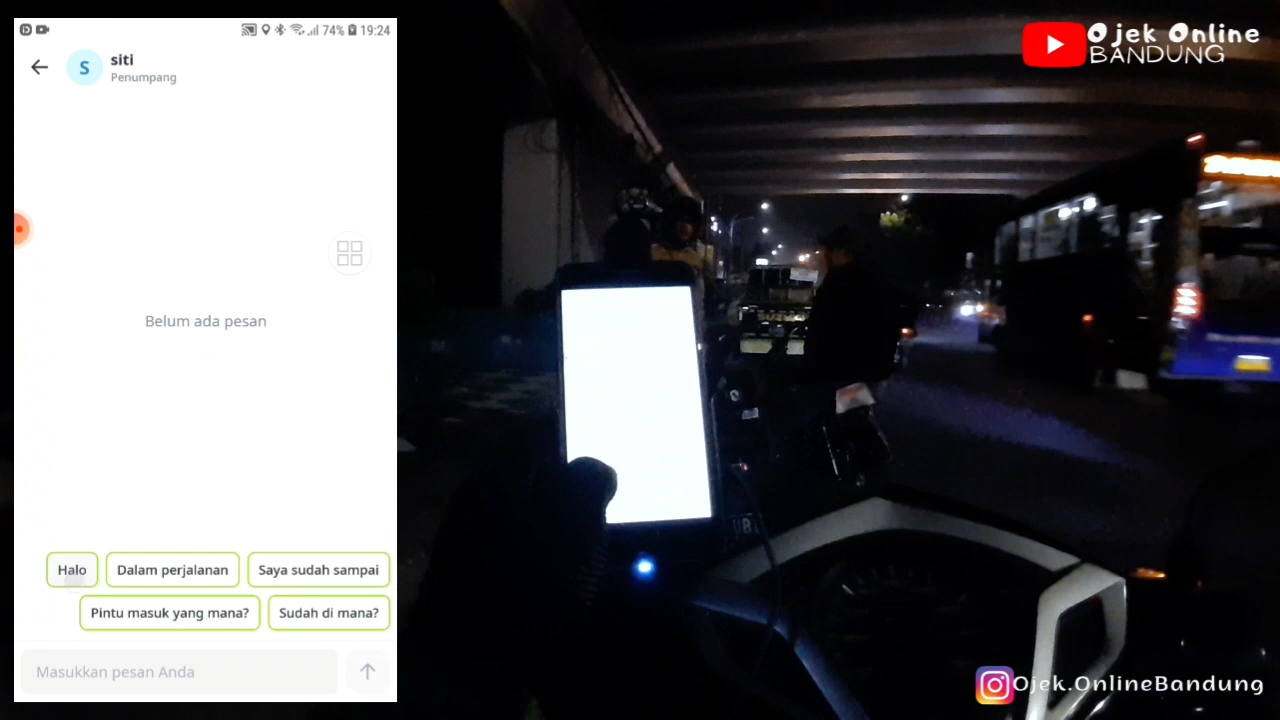 74% 19:24
siti
Penumpang
S
Belum ada pesan
Halo
Dalam perjalanan
Saya sudah sampai
Pintu masuk yang mana?
Sudah di mana?
Masukkan pesan Anda
Ojek Online
BANDUNG
Ojek.OnlineBandung